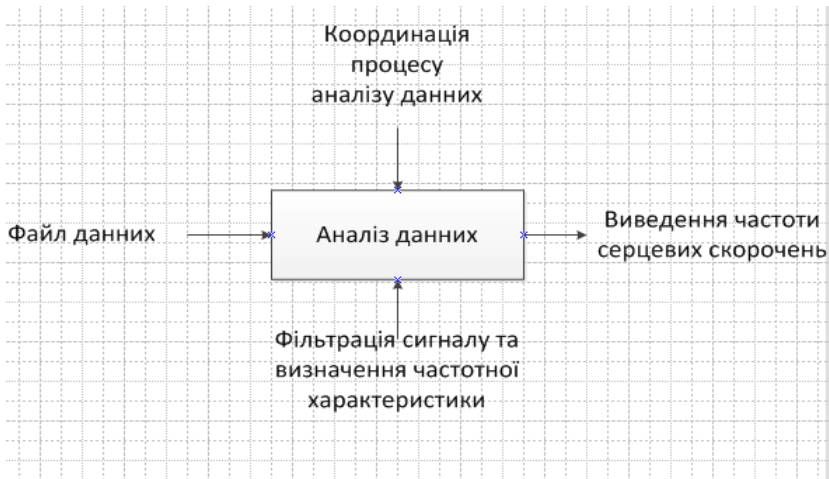 Координація
процесу
аналізу данних
Файл данних
Аналіз данних
Виведення частоти
серцевих скорочень
Фільтрація сигналу та
визначення частотної
характеристики